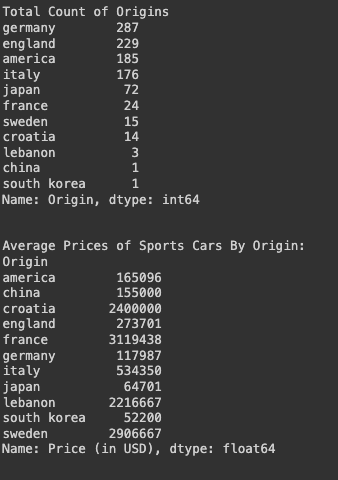 Total Count of Origins
germany 287
england 229
america 185
italy 176
japan 72
france 24
sweden 15
croatia 14
lebanon 3
china 1
south korea 1
Name: Origin, dtype: int64
Average Prices of Sports Cars By Origin:
Origin
america 165096
china 155000
croatia 2400000
england 273701
france 3119438
germany 117987
italy 534350
japan 64701
lebanon 2216667
south korea 52200
sweden 2906667
Name: Price (in USD), dtype: float64